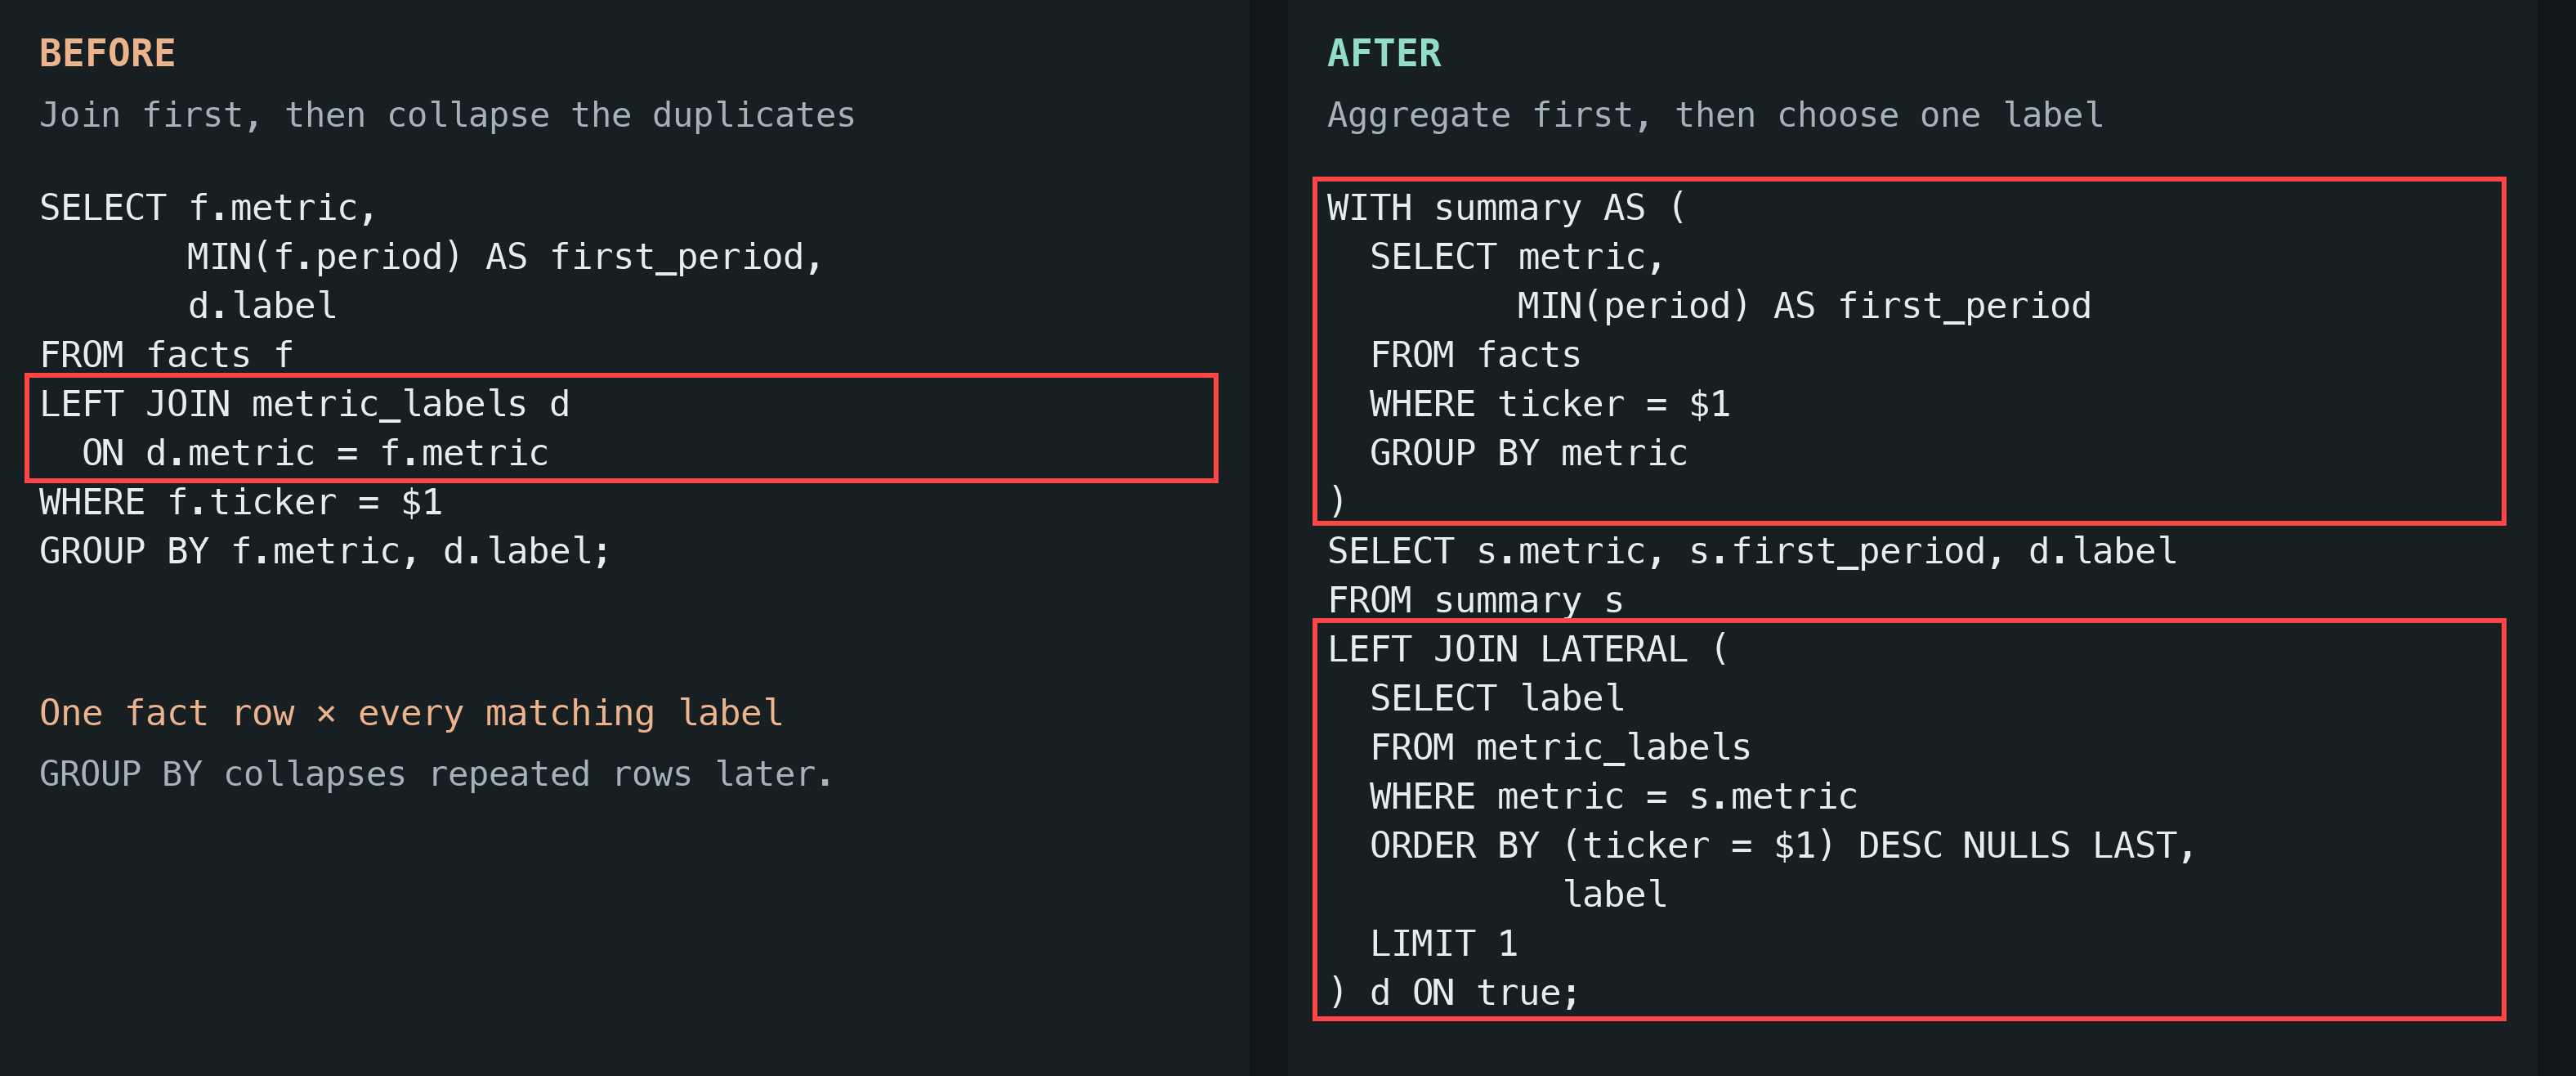 BEFORE
Join first, then collapse the duplicates
SELECT f.metric,
       MIN(f.period) AS first_period,
       d.label
FROM facts f
LEFT JOIN metric_labels d
  ON d.metric = f.metric
WHERE f.ticker = $1
GROUP BY f.metric, d.label;
One fact row × every matching label
GROUP BY collapses repeated rows later.
AFTER
Aggregate first, then choose one label
WITH summary AS (
  SELECT metric,
         MIN(period) AS first_period
  FROM facts
  WHERE ticker = $1
  GROUP BY metric
)
SELECT s.metric, s.first_period, d.label
FROM summary s
LEFT JOIN LATERAL (
  SELECT label
  FROM metric_labels
  WHERE metric = s.metric
  ORDER BY (ticker = $1) DESC NULLS LAST,
           label
  LIMIT 1
) d ON true;